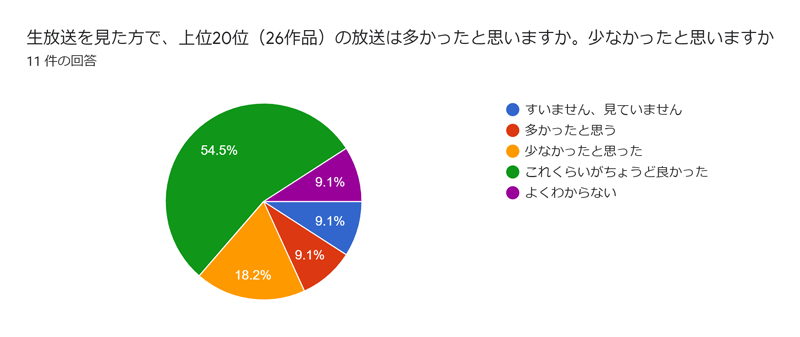 生放送を見た方で、上位20位（26作品）の放送は多かったと思いますか。少なかったと思いますか
11 件の回答
54.5%
9.1%
9.1%
9.1%
18.2%
すいません、見ていません
多かったと思う
少なかったと思った
これくらいがちょうど良かった
よくわからない